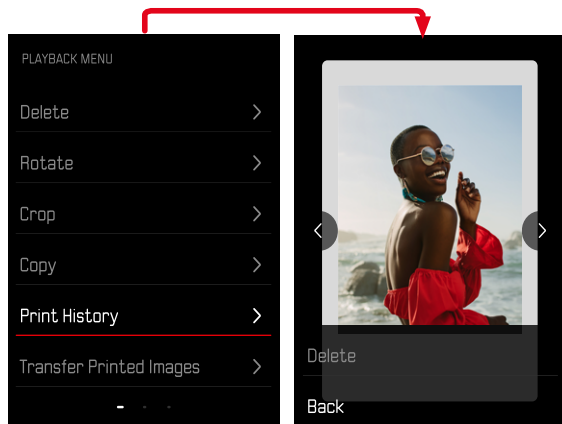 PLAYBACK MENU
Delete
Rotate
Crop
Copy
Print History
Transfer Printed Images
Delete
Back